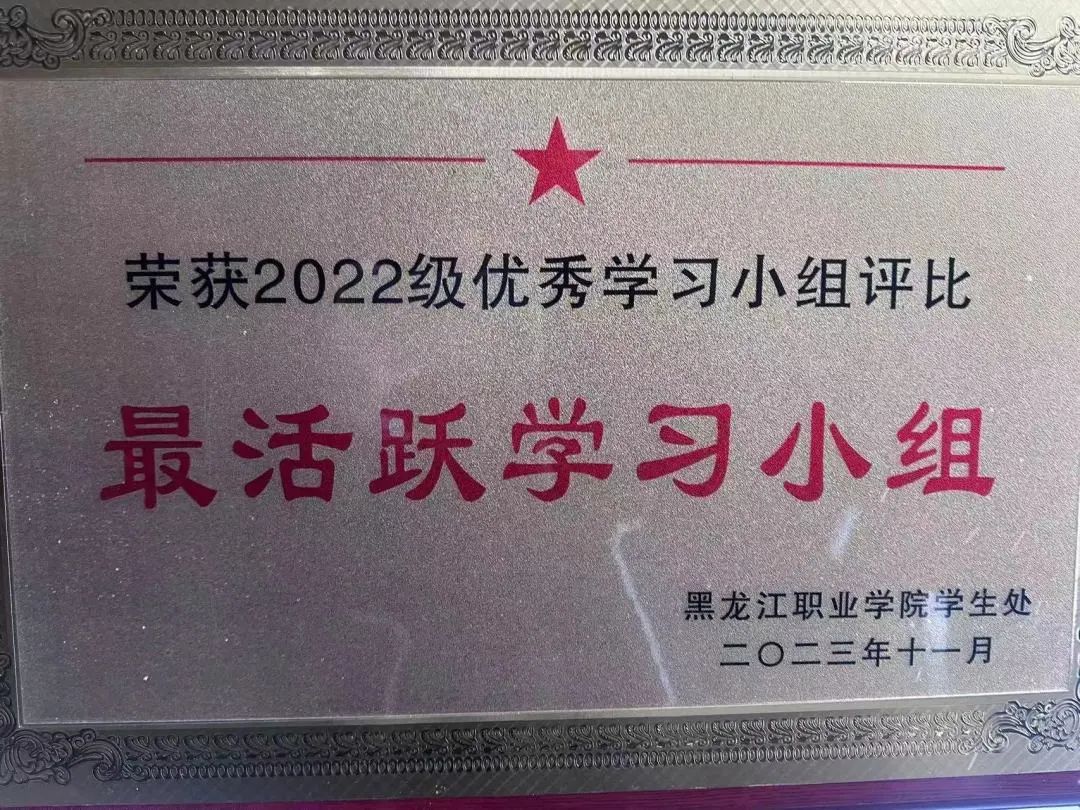 荣获2022级优秀学习小组评比
最活跃学习小组
黑龙江职业学院学生处
二〇二三年十一月